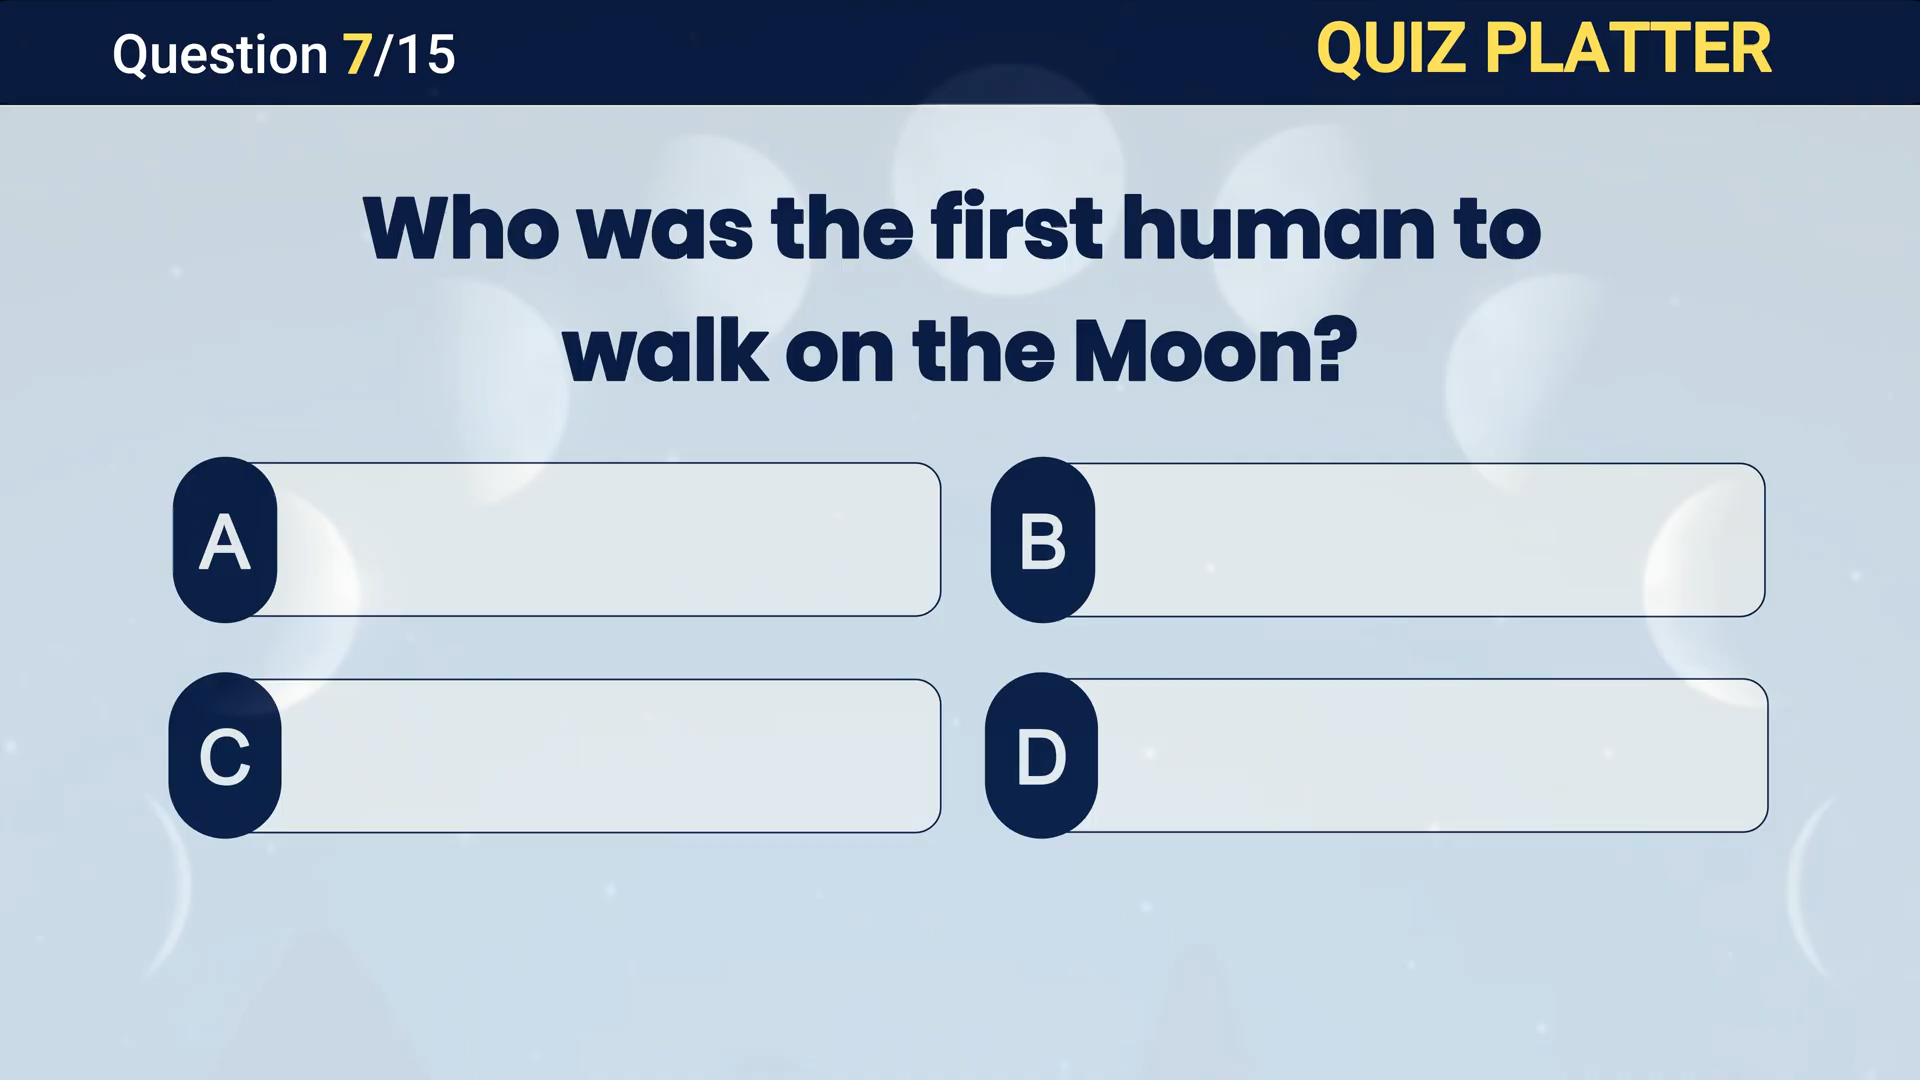 Question 7/15
QUIZ PLATTER
Who was the first human to
walk on the Moon?
A
B
C
D